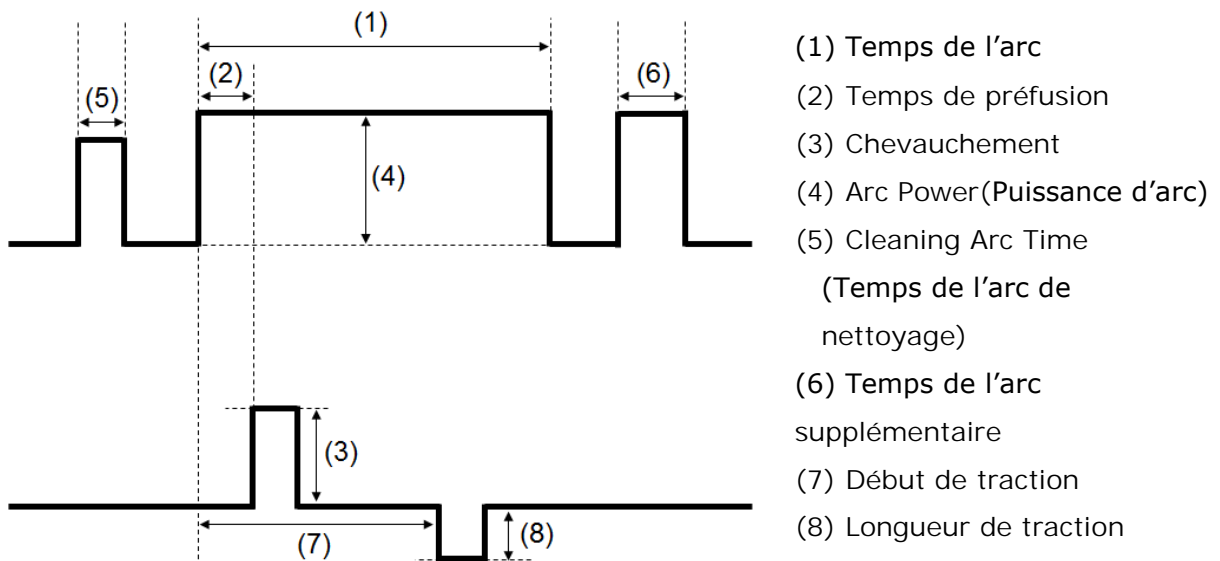 (1)
(2)
(5)
(6)
(4)
(3)
(7)
(8)
(1) Temps de l’arc
(2) Temps de préfusion
(3) Chevauchement
(4) Arc Power(Puissance d’arc)
(5) Cleaning Arc Time
(Temps de l’arc de
nettoyage)
(6) Temps de l’arc
supplémentaire
(7) Début de traction
(8) Longueur de traction